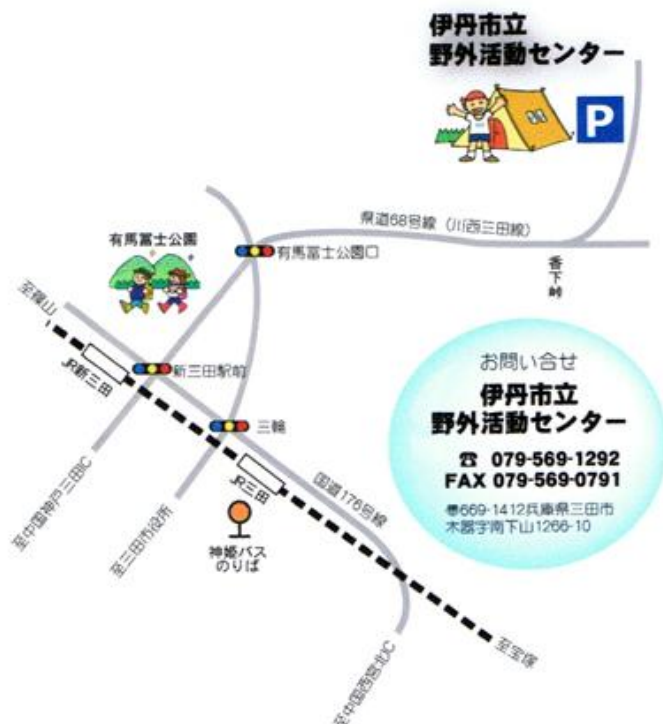 伊丹市立
野外活動センター
P
県道68号線(川西三田線)
有馬富士公園
有馬冨士公園口
香下峠
至篠山
JR新三田
新三田駅前
三輪
お問い合せ
伊丹市立
野外活動センター
☎ 079-569-1292
FAX 079-569-0791
〠669-1412兵庫県三田市
木器字南下山1266-10
JR三田
国道176号線
至中国神戸三田IC
至三田市役所
神姫バス
のりば
至宝塚
至中国西宮北IC